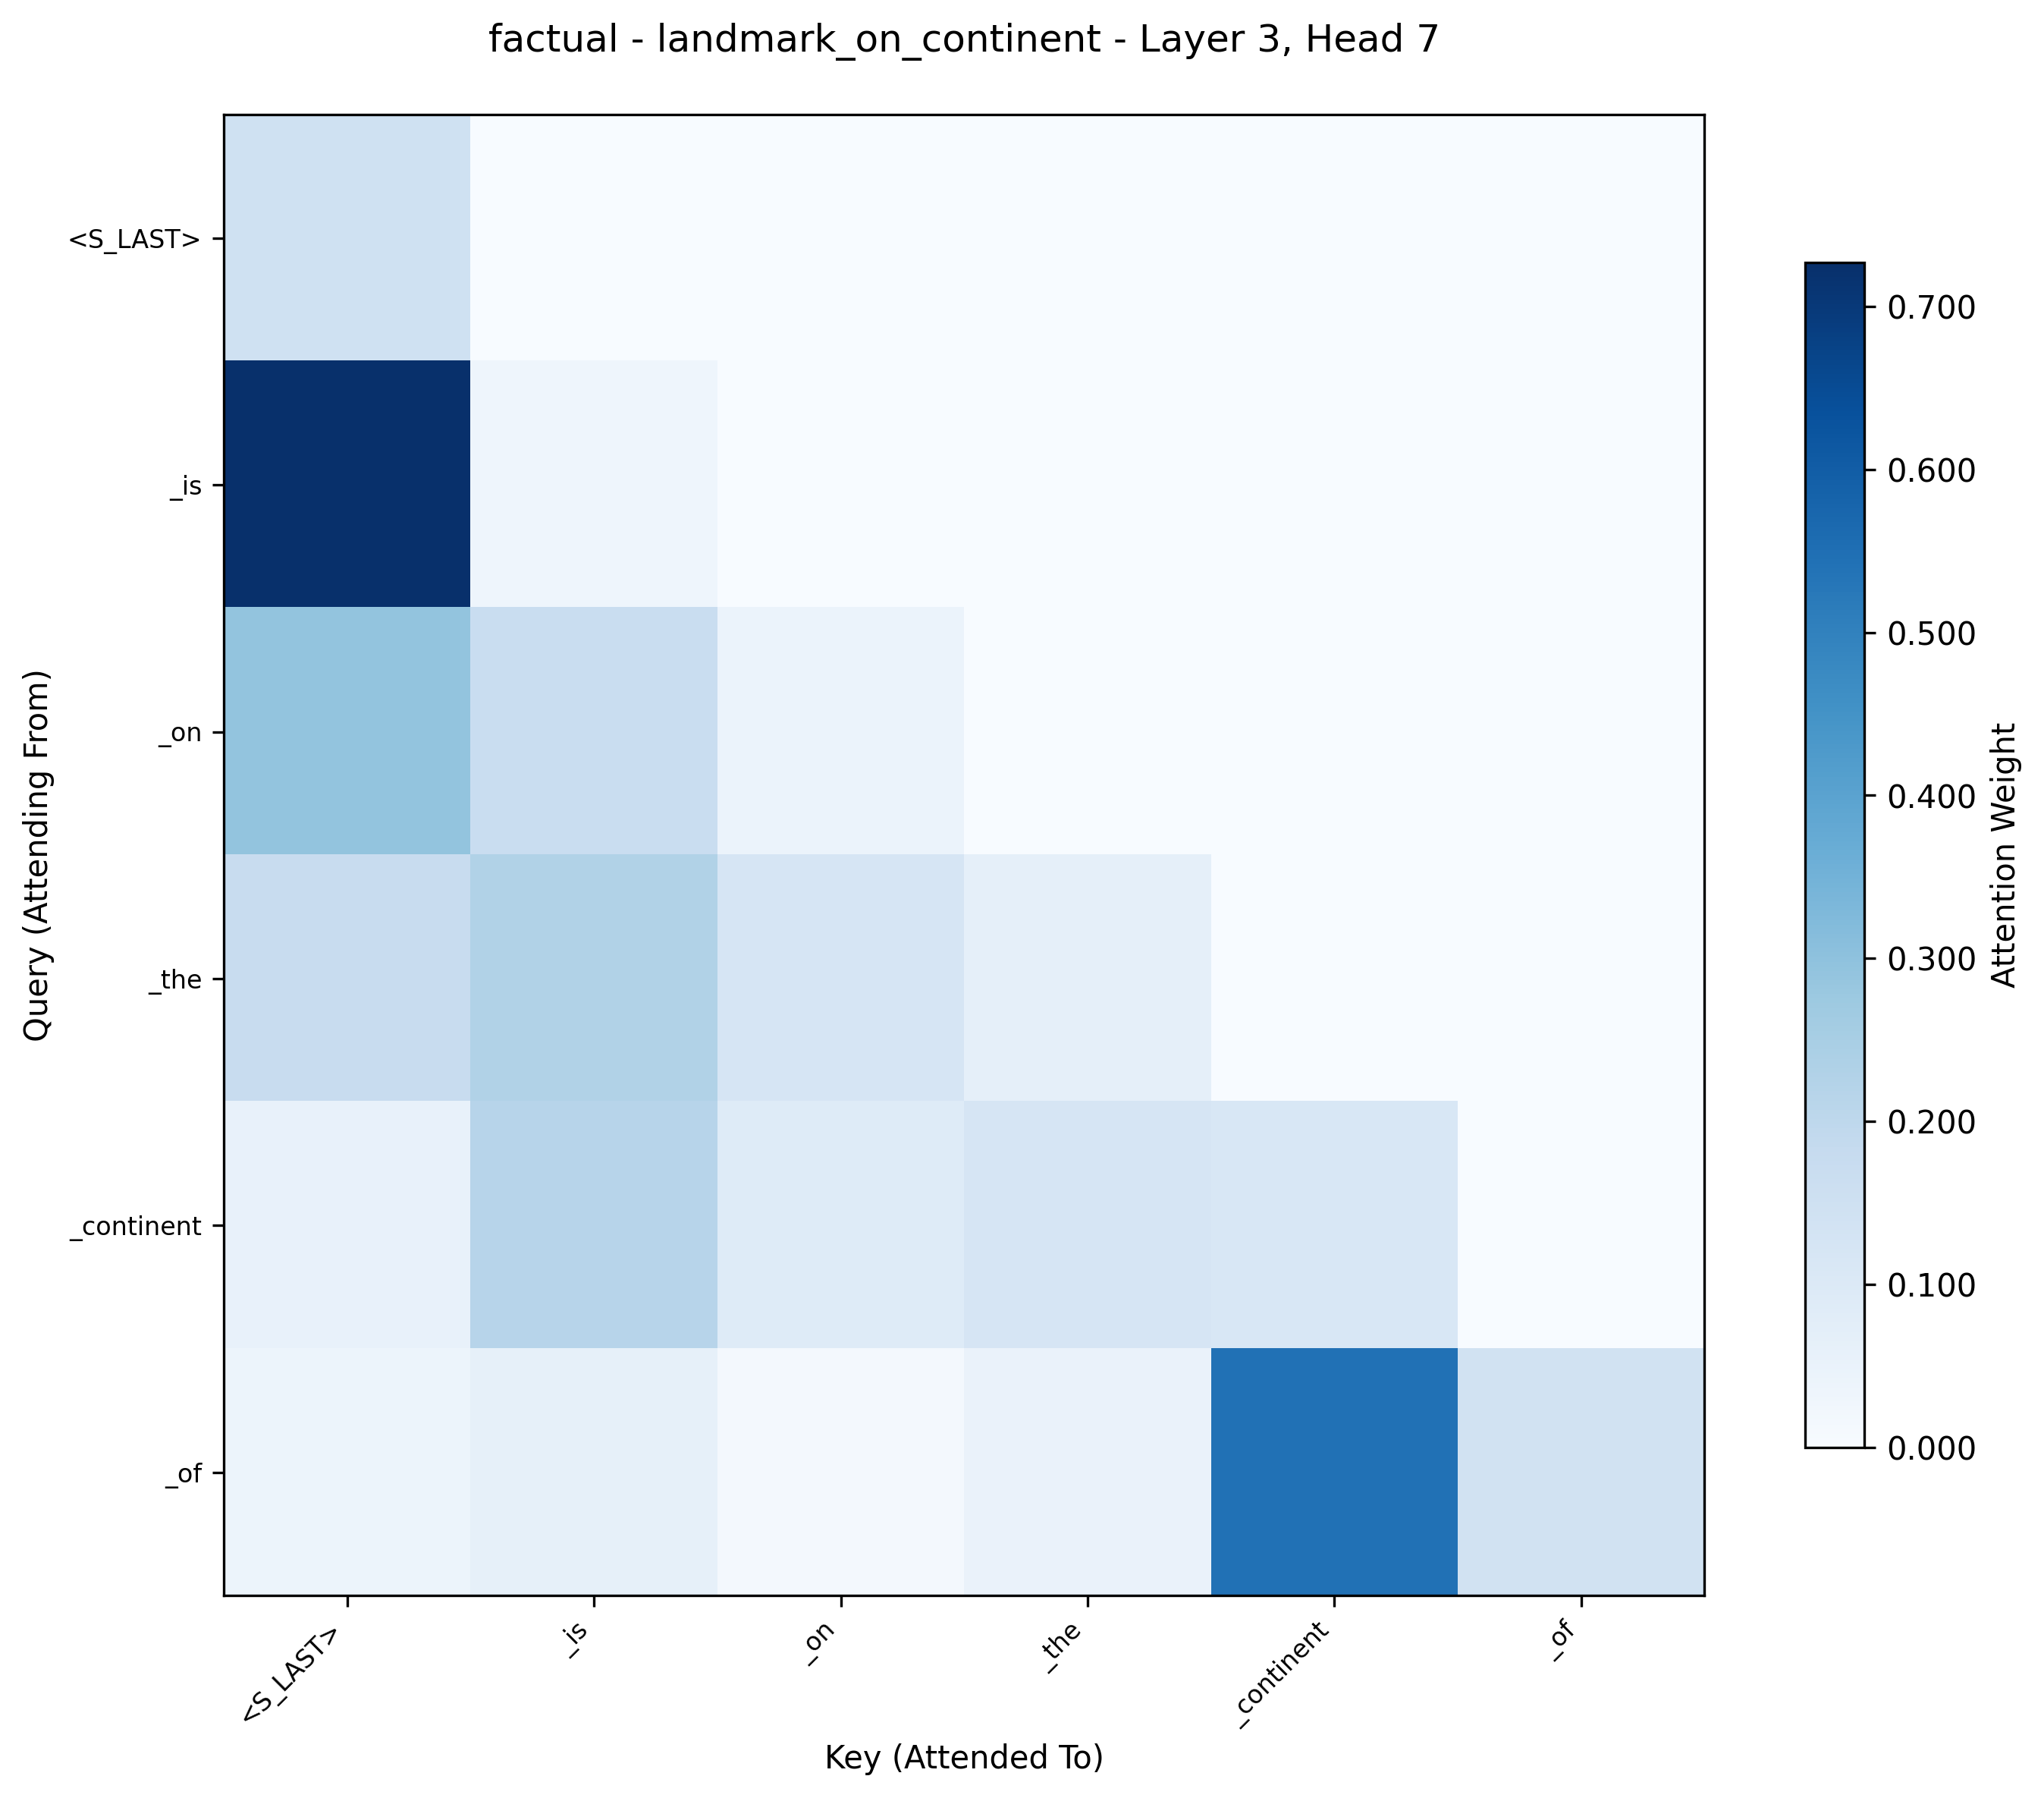 factual - landmark_on_continent - Layer 3, Head 7
Query (Attending From)
<S_LAST>
_is
_on
_the
_continent
_of
<S_LAST>
_is
_on
_the
_continent
_of
Key (Attended To)
0.700
0.600
0.500
0.400
0.300
0.200
0.100
0.000
Attention Weight